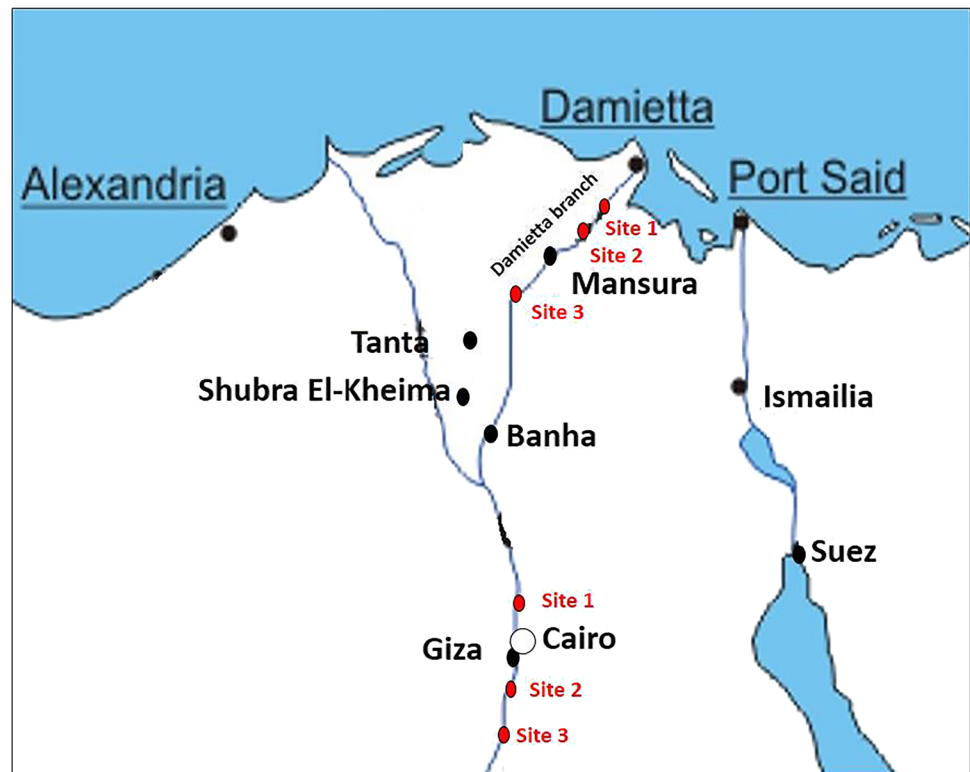 Damietta
Alexandria
Port Said
Damietta branch
Site 1
Site 2
Mansura
Site 3
Tanta
Shubra El-Kheima
Ismailia
Banha
Suez
Site 1
Cairo
Giza
Site 2
Site 3